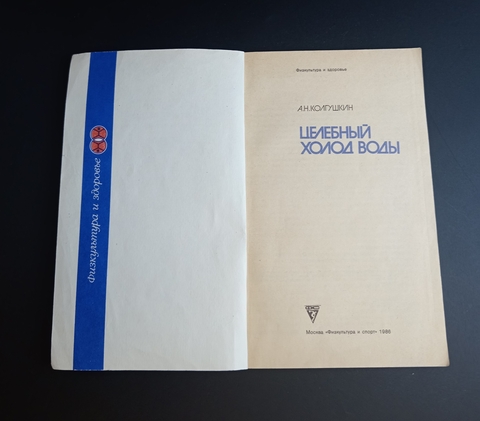 Физкультура и здоровье
Физкультура и здоровье
А.Н.КОЛГУШКИН
ЦЕЛЕБНЫЙ
ХОЛОД ВОДЫ
Москва «Физкультура и спорт» 1986